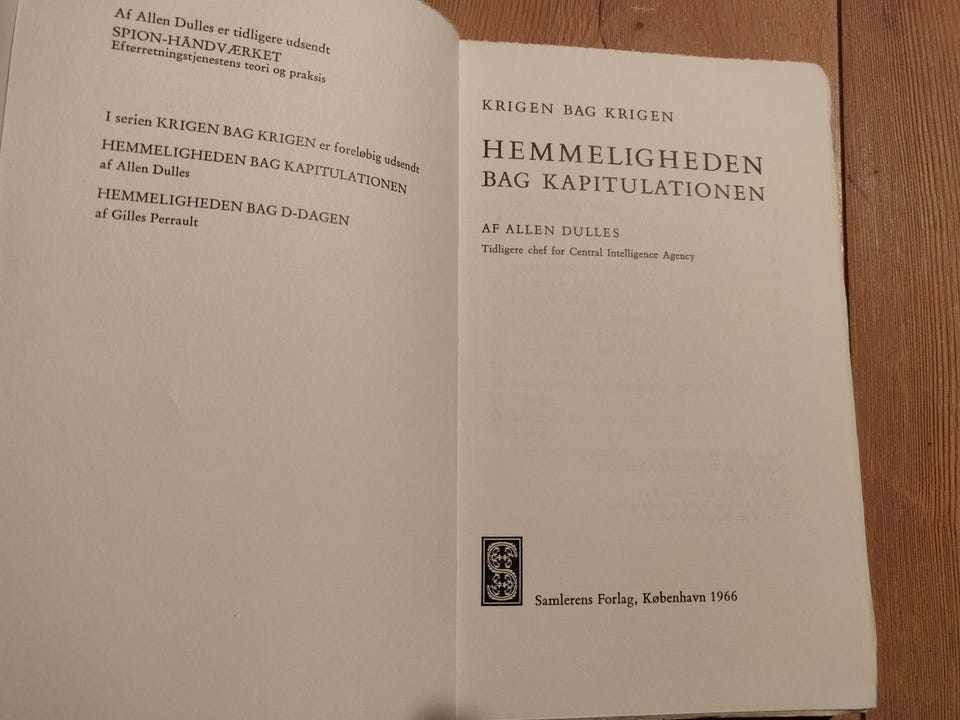 Af Allen Dulles er tidligere udsendt
SPION-HÅNDVÆRKET
Efterretningstjenestens teori og praksis
I serien KRIGEN BAG KRIGEN er foreløbig udsendt
HEMMELIGHEDEN BAG KAPITULATIONEN
af Allen Dulles
HEMMELIGHEDEN BAG D-DAGEN
af Gilles Perrault
KRIGEN BAG KRIGEN
HEMMELIGHEDEN
BAG KAPITULATIONEN
AF ALLEN DULLES
Tidligere chef for Central Intelligence Agency
S
Samlerens Forlag, København 1966